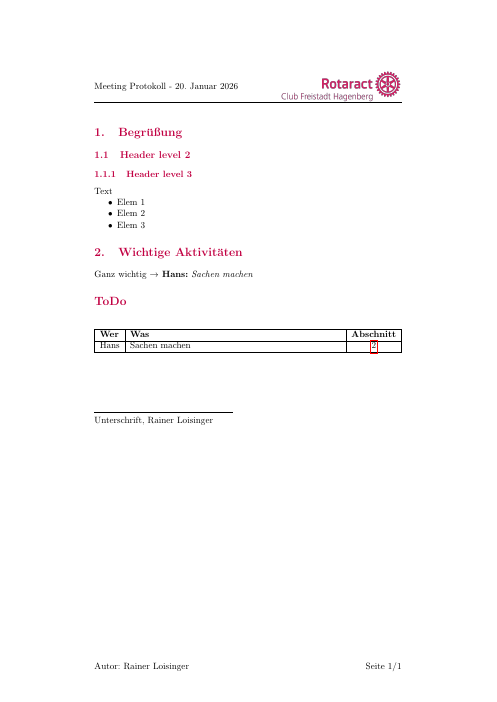 Meeting Protokoll - 20. Januar 2026
Rotaract
Club Freistadt Hagenberg
1. Begrüßung
1.1 Header level 2
1.1.1 Header level 3
Text
• Elem 1
• Elem 2
• Elem 3
2. Wichtige Aktivitäten
Ganz wichtig → Hans: Sachen machen
ToDo
Wer Was Abschnitt
Hans Sachen machen 2
Unterschrift, Rainer Loisinger
Autor: Rainer Loisinger Seite 1/1